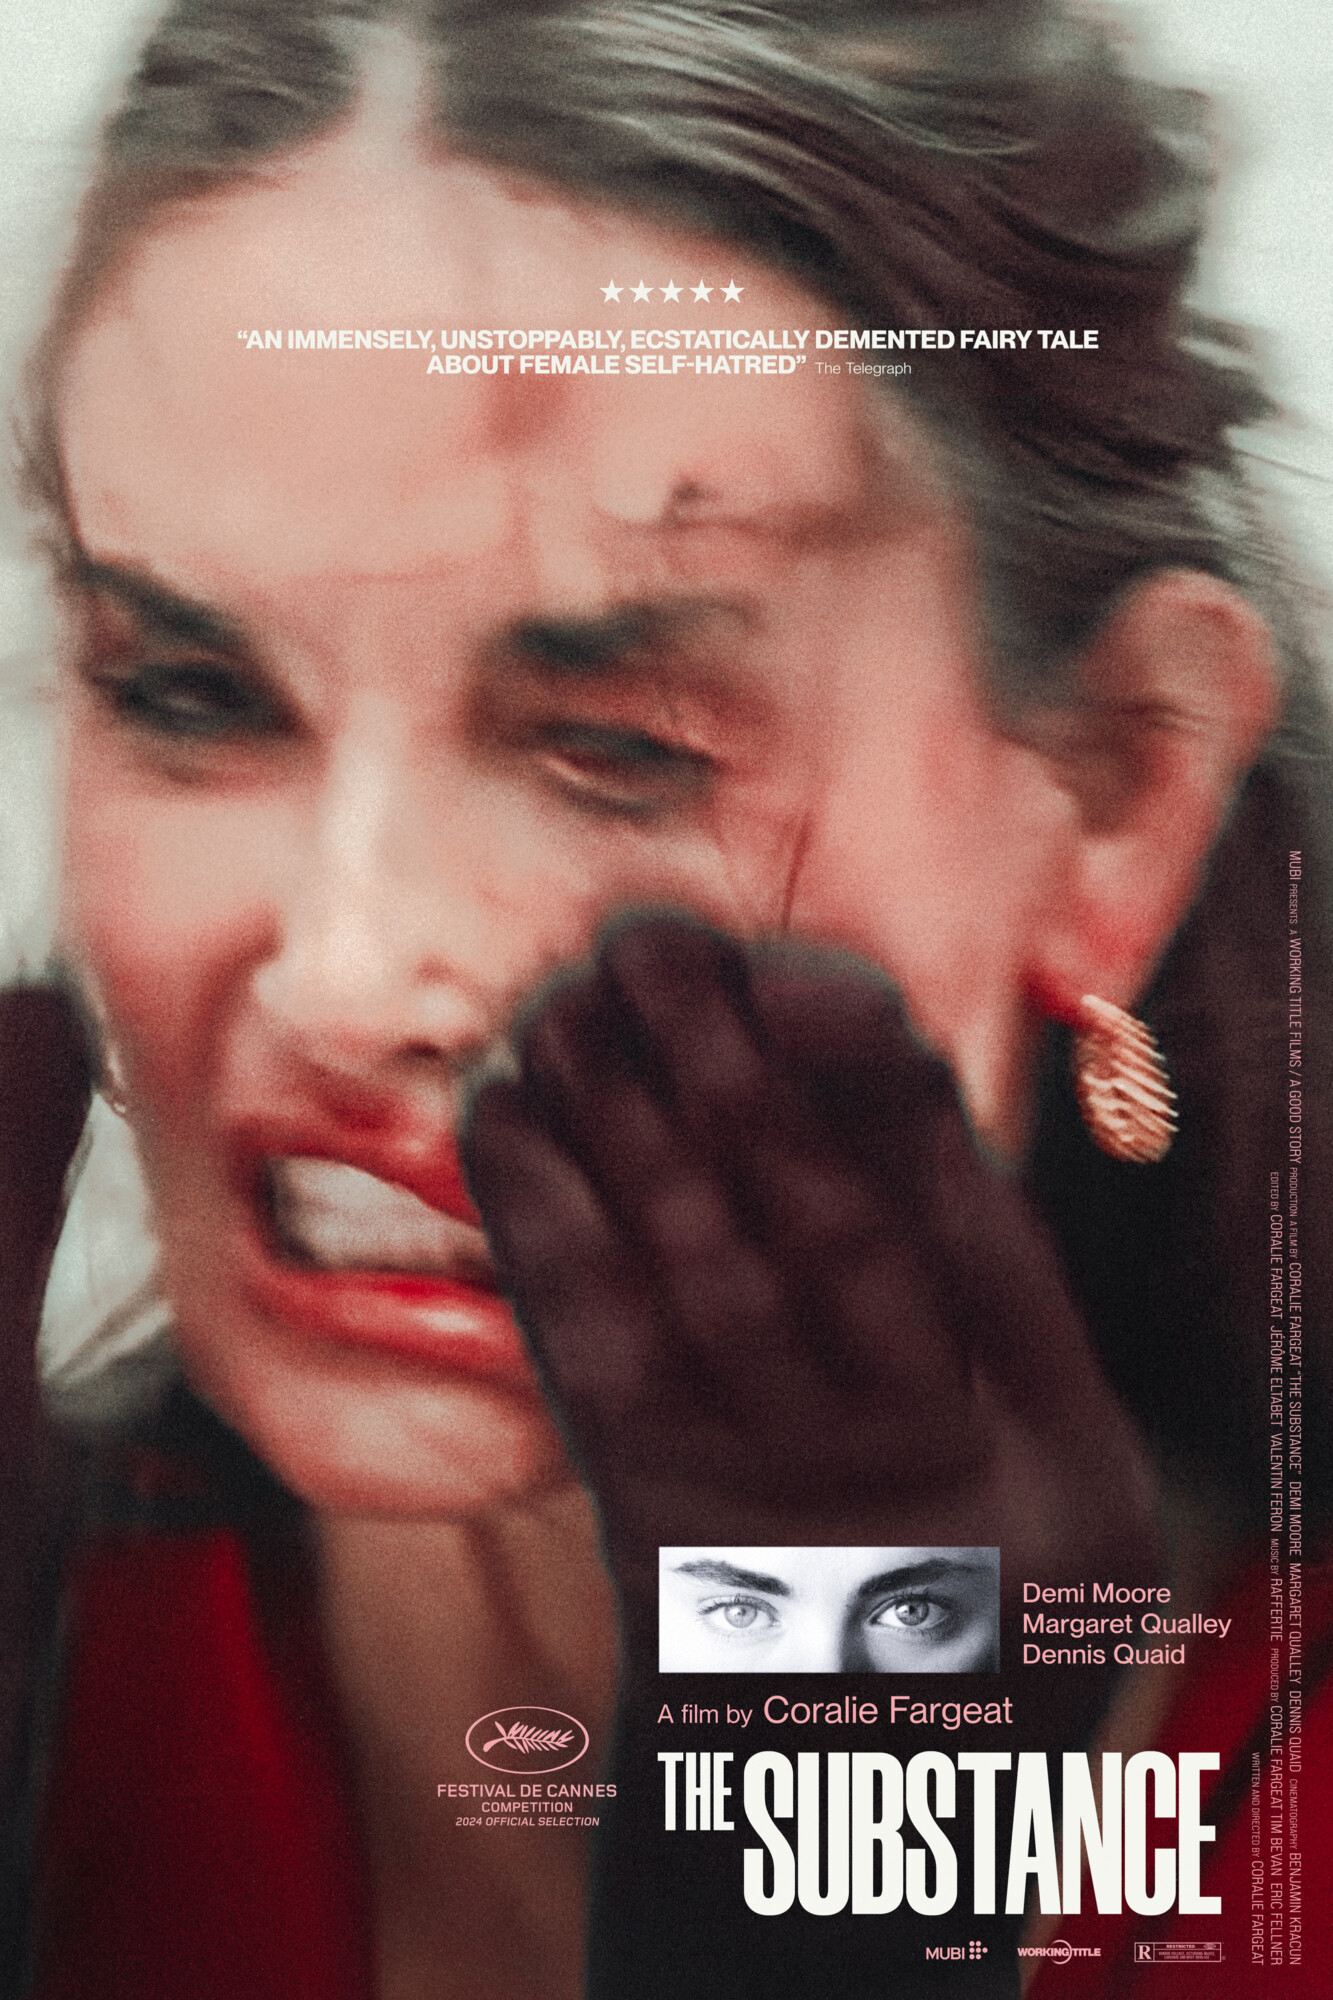 ★★★★★
“AN IMMENSELY, UNSTOPPABLY, ECSTATICALLY DEMENTED FAIRY TALE
ABOUT FEMALE SELF-HATRED” The Telegraph
Demi Moore
Margaret Qualley
Dennis Quaid
A film by Coralie Fargeat
THE SUBSTANCE
FESTIVAL DE CANNES
COMPETITION
2024 OFFICIAL SELECTION
MUBI
WORKING TITLE
R RESTRICTED
MUBI PRESENTS A WORKING TITLE FILMS / A GOOD STORY PRODUCTION A FILM BY CORALIE FARGEAT “THE SUBSTANCE” DEMI MOORE MARGARET QUALLEY DENNIS QUAID CINEMATOGRAPHY BENJAMIN KRACUN
EDITED BY CORALIE FARGEAT JÉRÔME ELTABET VALENTIN FERON MUSIC BY RAFFERTIE PRODUCED BY CORALIE FARGEAT TIM BEVAN ERIC FELLNER
WRITTEN AND DIRECTED BY CORALIE FARGEAT